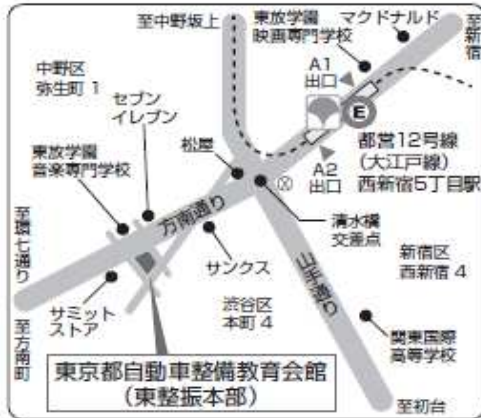 至中野坂上
東放学園
映画専門学校
マクドナルド
至新宿
A1
出口
中野区
弥生町 1
セブン
イレブン
E
都営12号線
(大江戸線)
西新宿5丁目駅
東放学園
音楽専門学校
松屋
A2
出口
清水橋
交差点
方南通り
至環七通り
サンクス
山手通り
新宿区
西新宿 4
サミット
ストア
渋谷区
本町 4
至方南町
関東国際
高等学校
東京都自動車整備教育会館
(東整振本部)
至初台